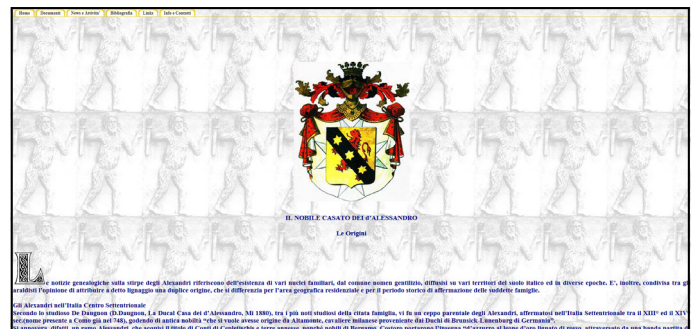 Home Documenti News e Attivita' Bibliografia Links Info e Contatti
IL NOBILE CASATO DEI d'ALESSANDRO
Le Origini
Le notizie genealogiche sulla stirpe degli Alexandri riferiscono dell'esistenza di vari nuclei familiari, dal comune nomen gentilizio, diffusisi su vari territori del suolo italico ed in diverse epoche. E', inoltre, condivisa tra gl
araldisti l'opinione di attribuire a detto lignaggio una duplice origine, che si differenzia per l'area geografica residenziale e per il periodo storico di affermazione delle suddette famiglie.
Gli Alexandri nell'Italia Centro Settentrionale
Secondo lo studioso De Daugnon (D.Daugnon, La Ducal Casa dei d'Alessandro, Mi 1880), tra i più noti studiosi della citata famiglia, vi fu un ceppo parentale degli Alexandri, affermatosi nell'Italia Settentrionale tra il XIII° ed il XIV
sec.(nome presente a Comio già nel 748), godendo di antica nobiltà "che si vuole avesse origine da Altamonte, cavaliere milanese proveniente dai Duchi di Brunsick Lunenburg di Germania".